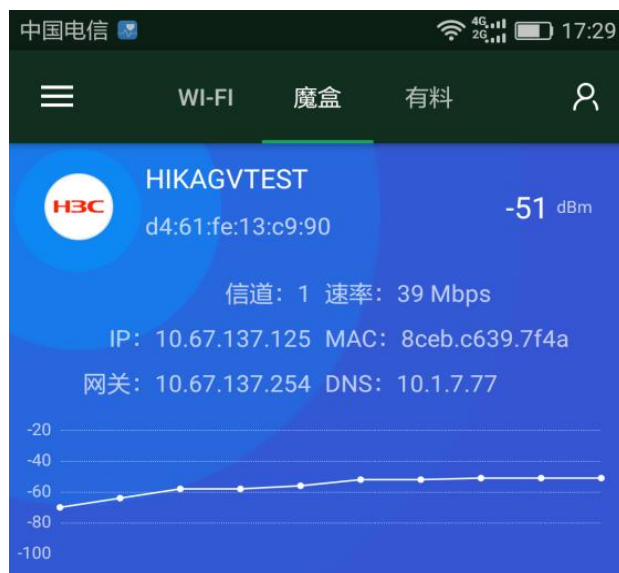 中国电信 4G 2G 17:29
WI-FI 魔盒 有料
H3C HIKAGVTEST
d4:61:fe:13:c9:90 -51 dBm
信道：1 速率：39 Mbps
IP：10.67.137.125 MAC：8ceb.c639.7f4a
网关：10.67.137.254 DNS：10.1.7.77
-20
-40
-60
-80
-100